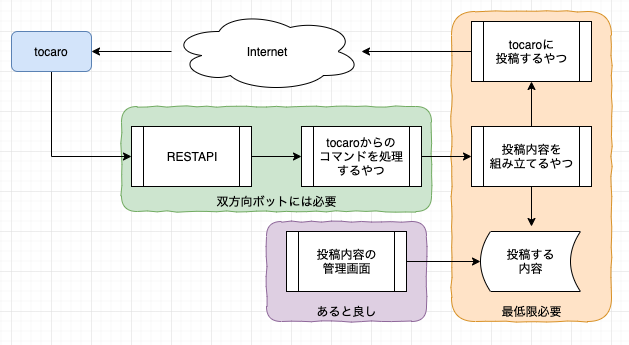 tocaro
Internet
tocaroに
投稿するやつ
RESTAPI
tocaroからの
コマンドを処理
するやつ
投稿内容を
組み立てるやつ
双方向ボットには必要
投稿内容の
管理画面
投稿する
内容
あると良し
最低限必要